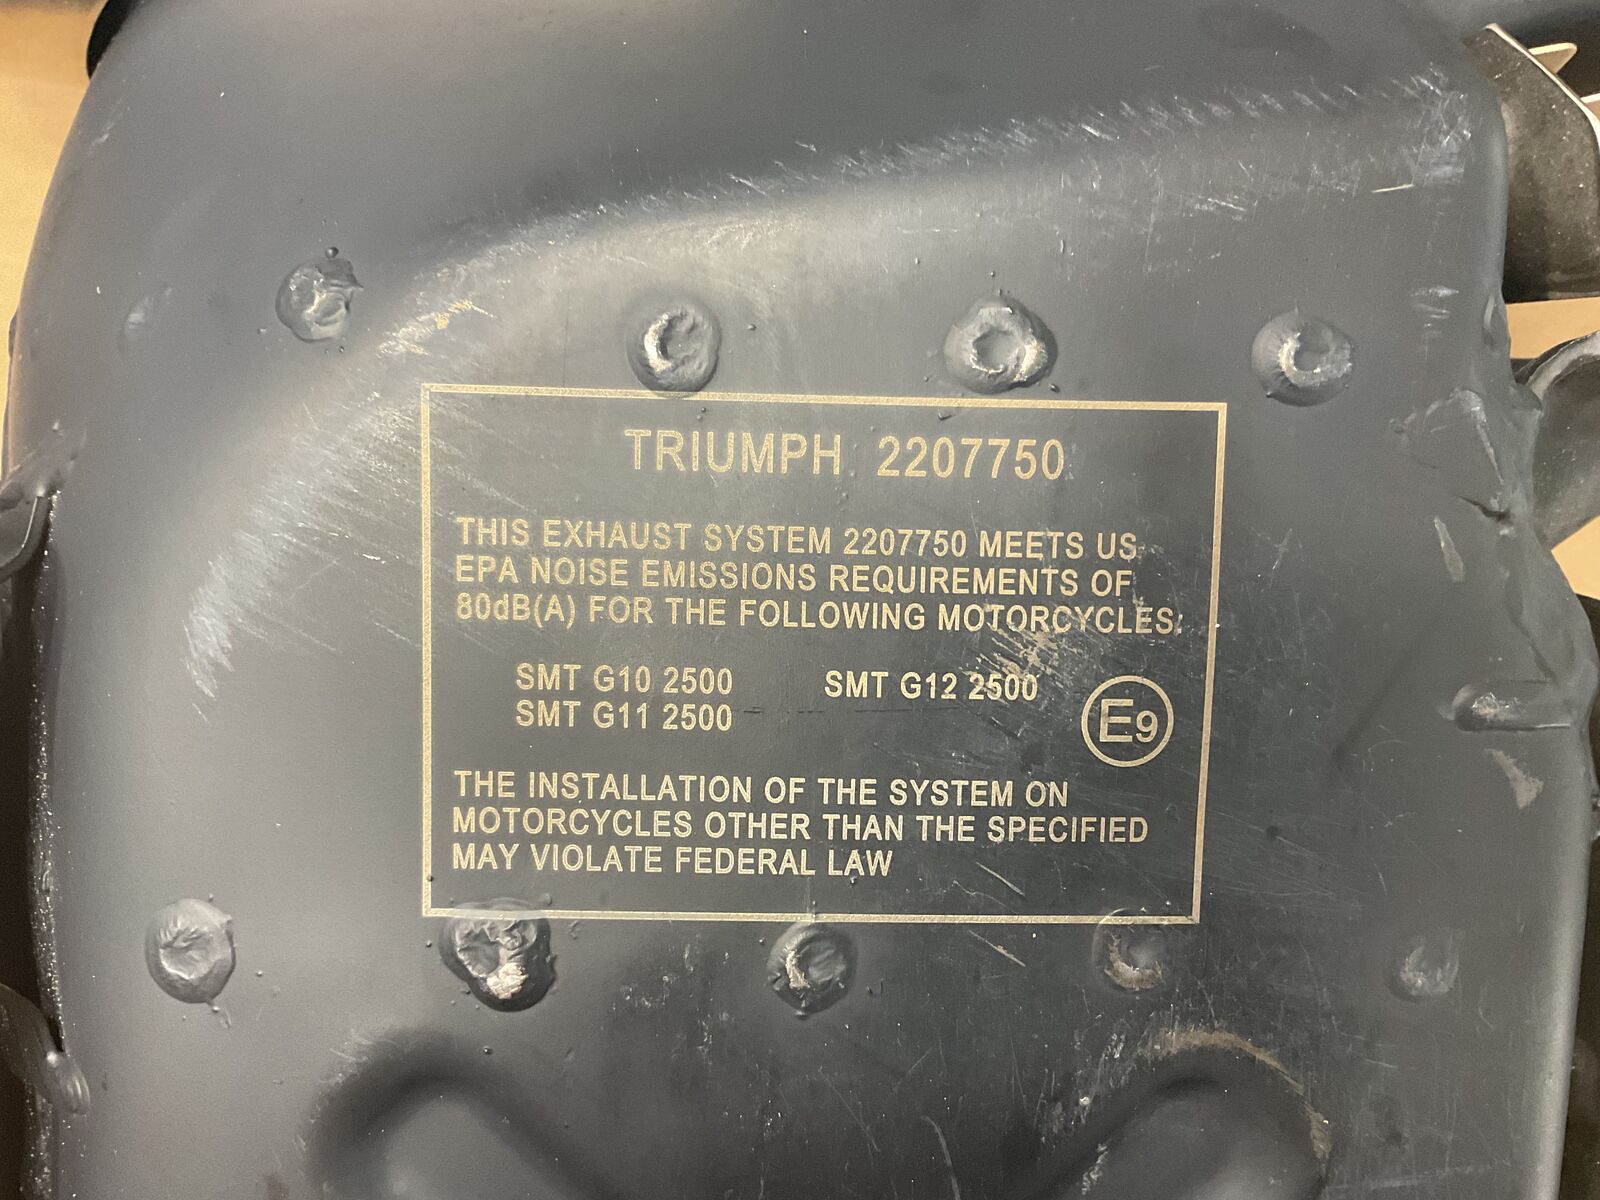 TRIUMPH 2207750
THIS EXHAUST SYSTEM 2207750 MEETS US
EPA NOISE EMISSIONS REQUIREMENTS OF
80dB(A) FOR THE FOLLOWING MOTORCYCLES:
SMT G10 2500 SMT G12 2500
SMT G11 2500
E9
THE INSTALLATION OF THE SYSTEM ON
MOTORCYCLES OTHER THAN THE SPECIFIED
MAY VIOLATE FEDERAL LAW